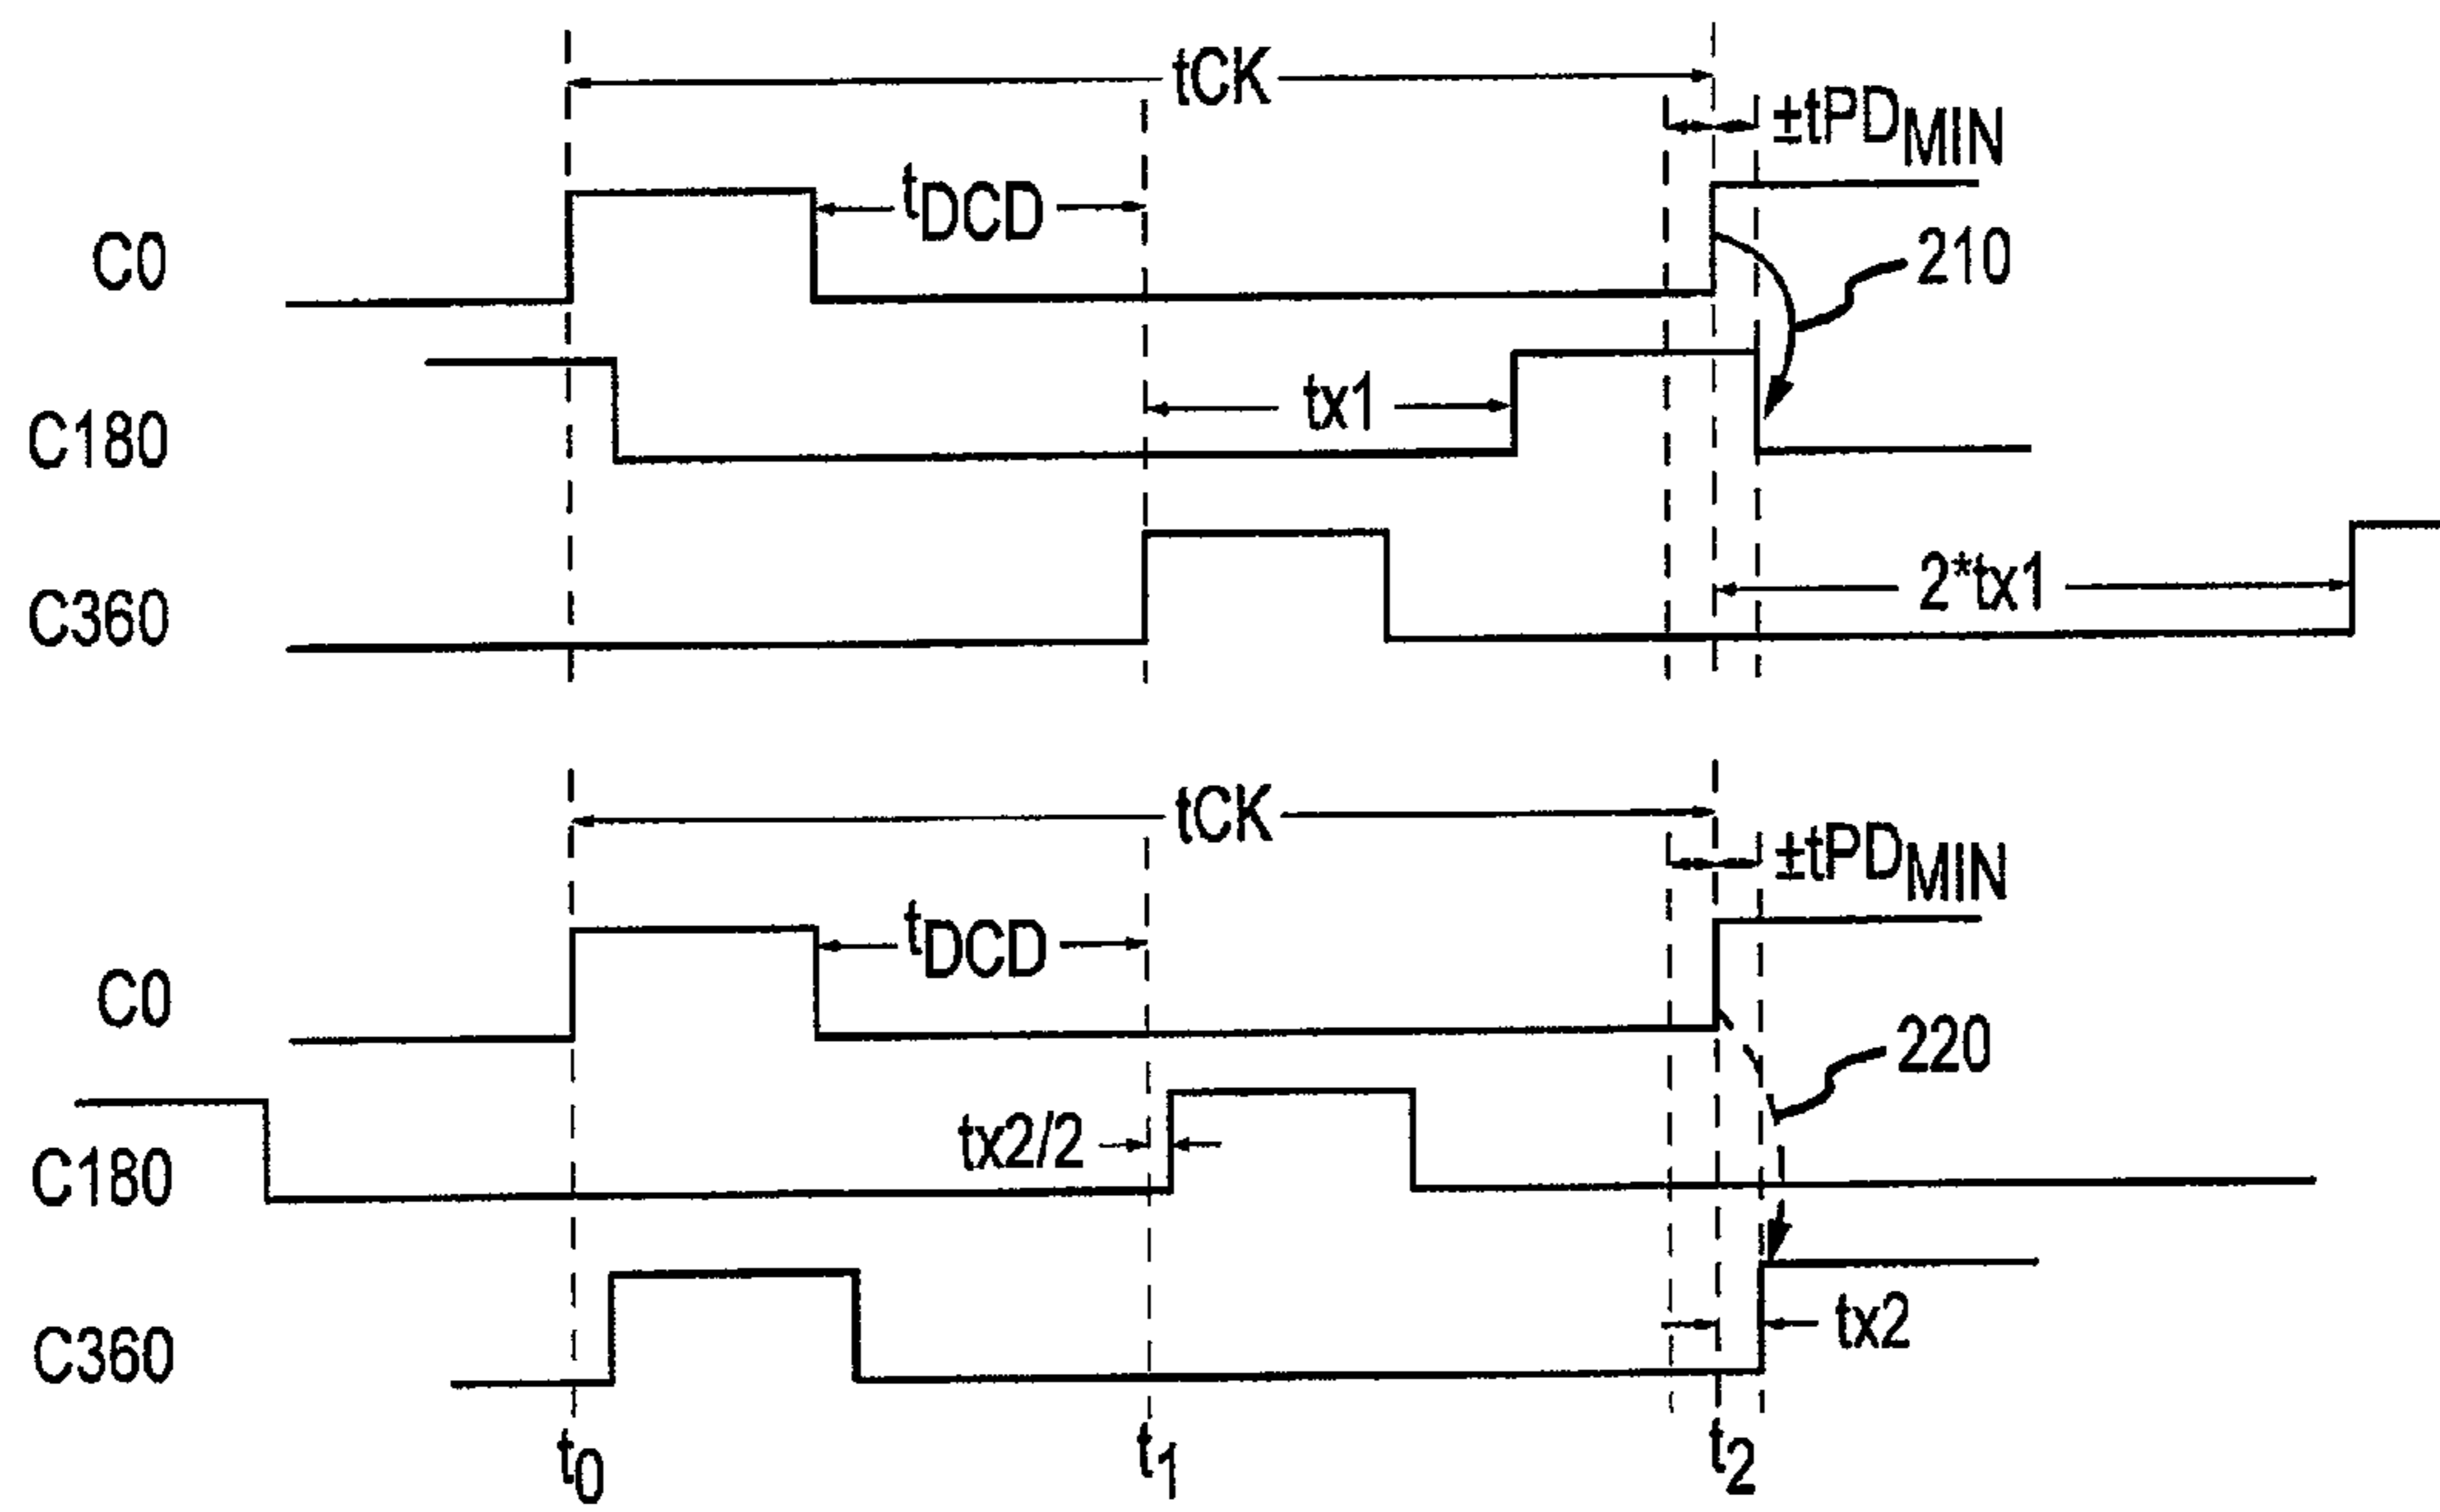 tCK
±tPDMIN
tDCD
C0
210
C180
tx1
C360
2*tx1
tCK
±tPDMIN
tDCD
C0
220
C180
tx2/2
C360
tx2
t0
t1
t2